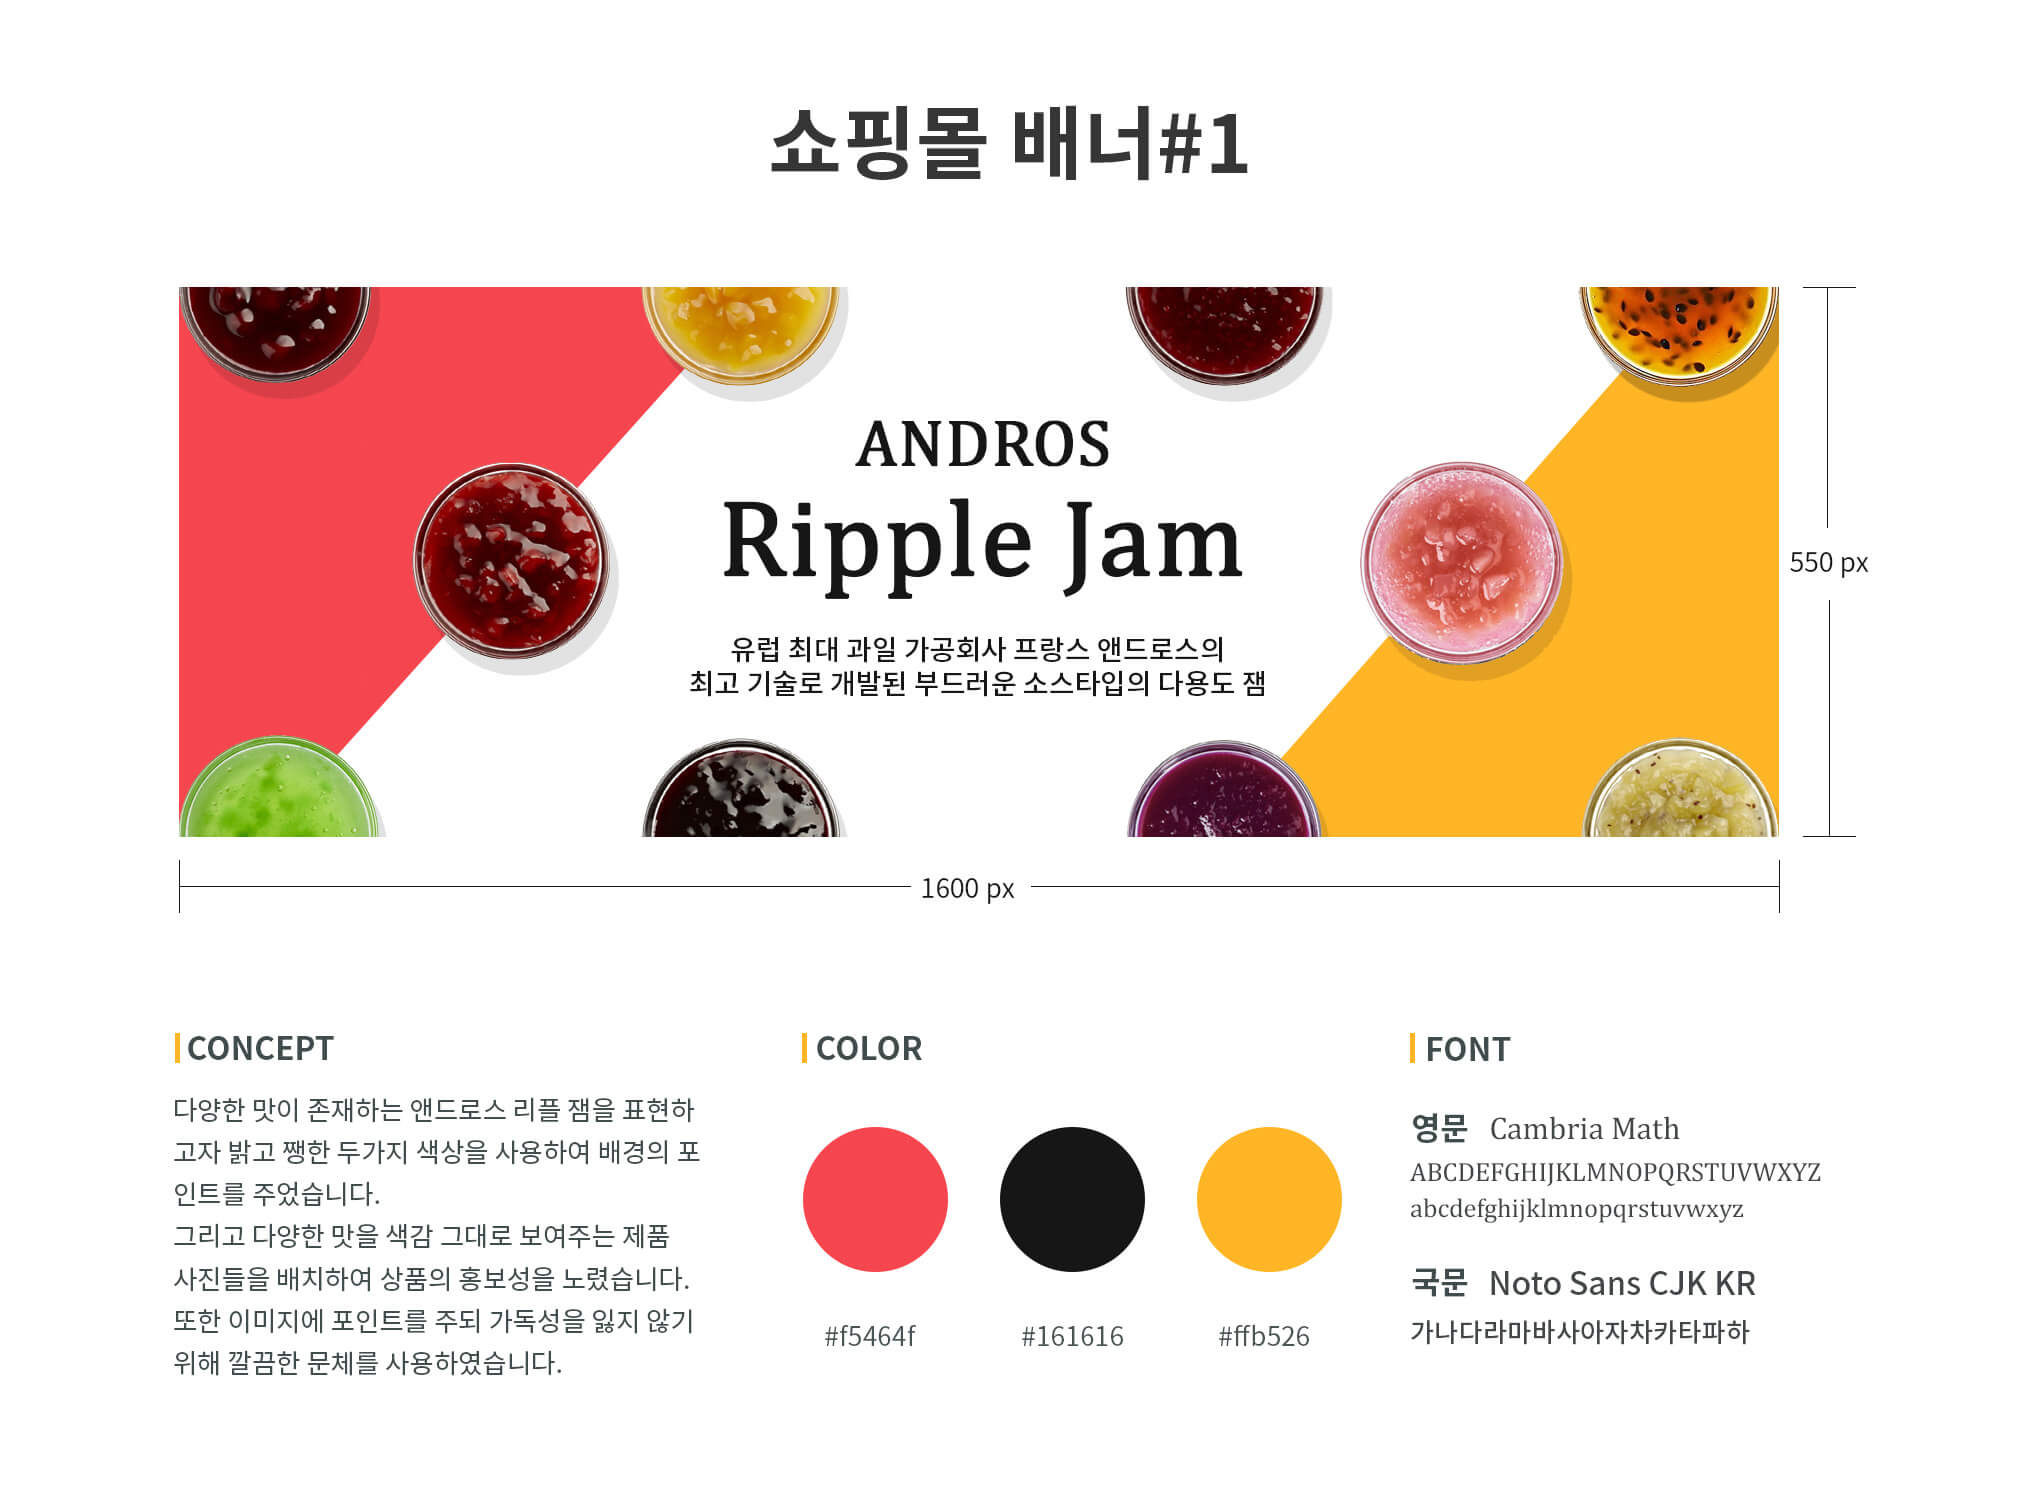 쇼핑몰 배너#1
ANDROS
Ripple Jam
유럽 최대 과일 가공회사 프랑스 앤드로스의
최고 기술로 개발된 부드러운 소스타입의 다용도 잼
550 px
1600 px
CONCEPT
다양한 맛이 존재하는 앤드로스 리플 잼을 표현하
고자 밝고 쨍한 두가지 색상을 사용하여 배경의 포
인트를 주었습니다.
그리고 다양한 맛을 색감 그대로 보여주는 제품
사진들을 배치하여 상품의 홍보성을 노렸습니다.
또한 이미지에 포인트를 주되 가독성을 잃지 않기
위해 깔끔한 문체를 사용하였습니다.
COLOR
#f5464f
#161616
#ffb526
FONT
영문 Cambria Math
ABCDEFGHIJKLMNOPQRSTUVWXYZ
abcdefghijklmnopqrstuvwxyz
국문 Noto Sans CJK KR
가나다라마바사아자차카타파하